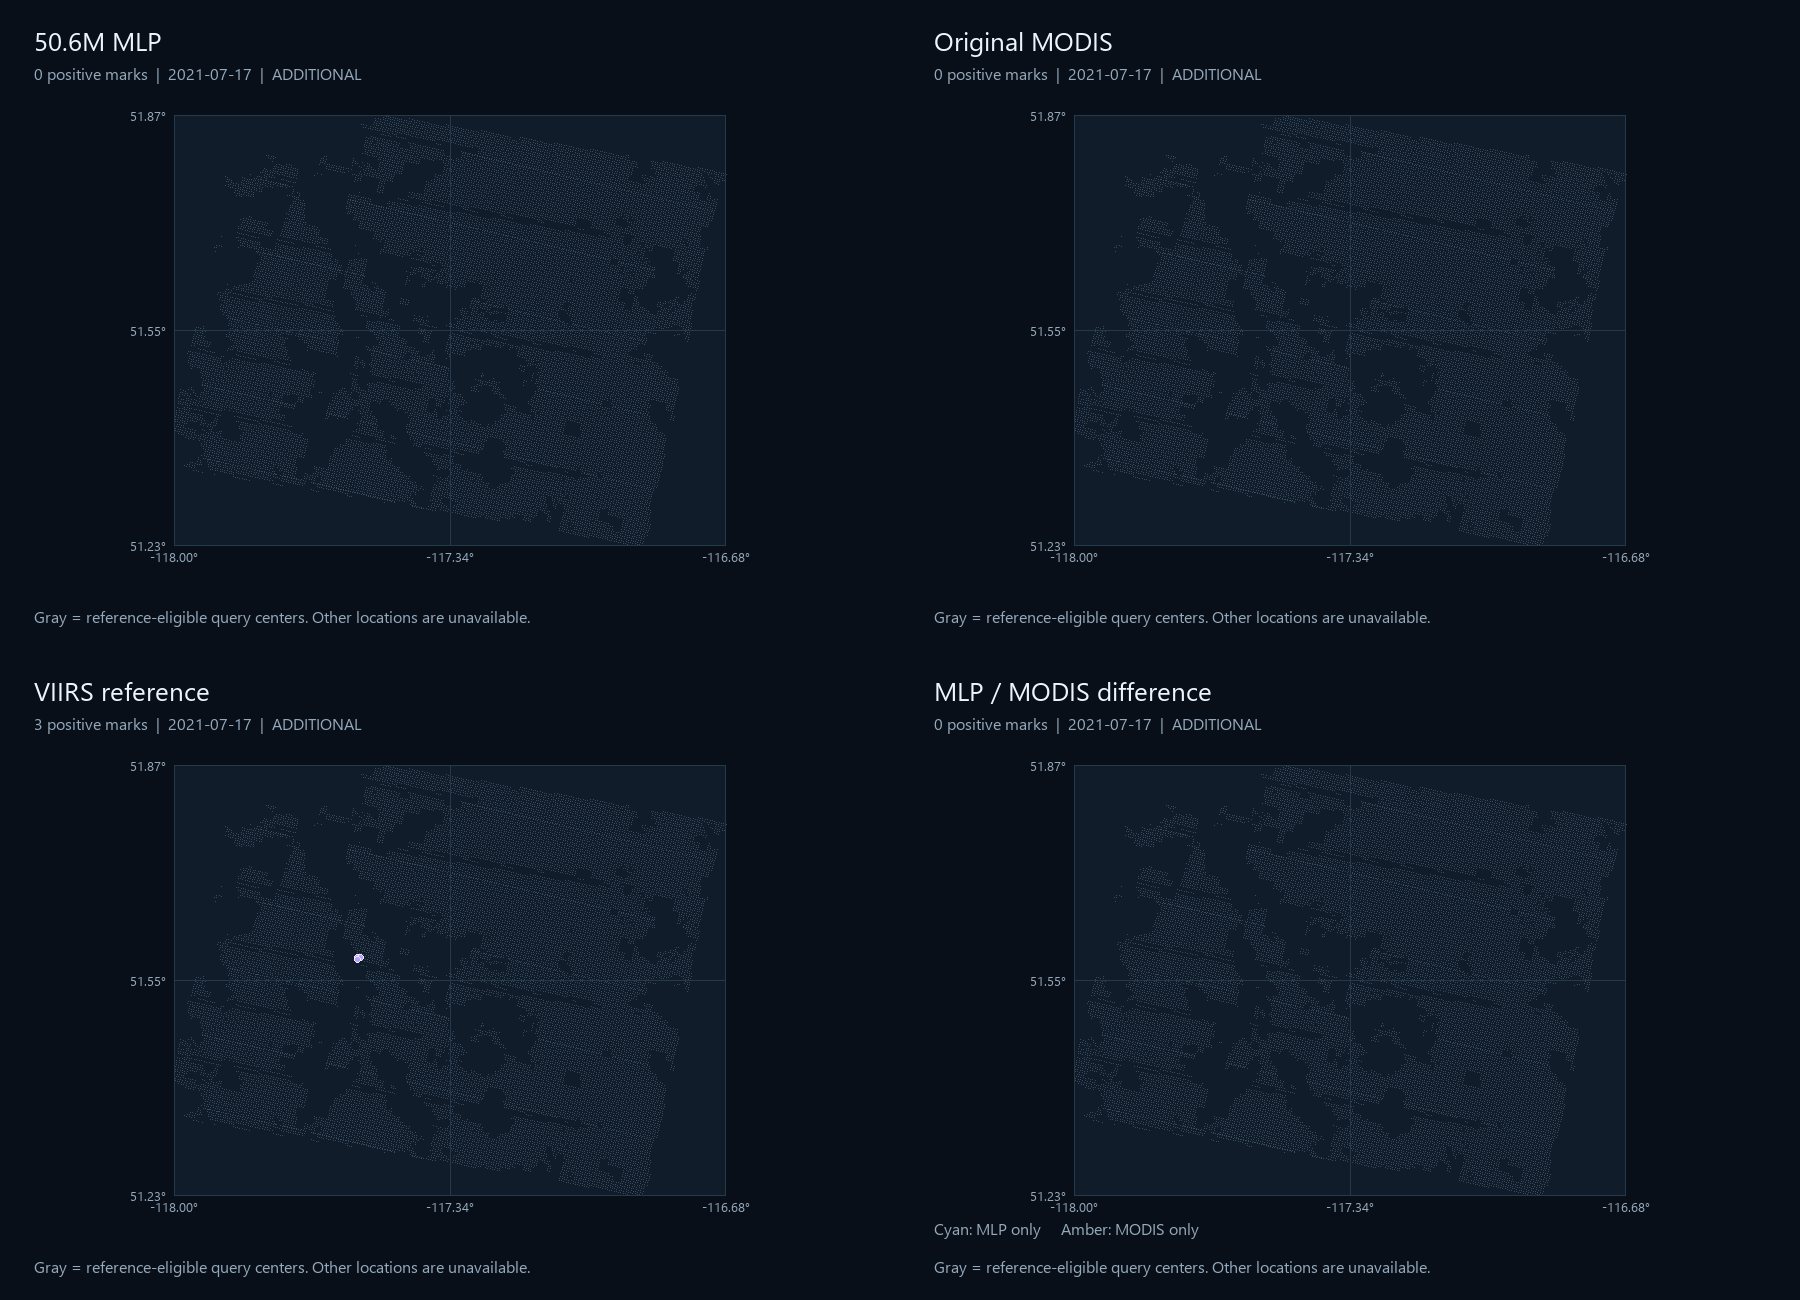 50.6M MLP
0 positive marks | 2021-07-17 | ADDITIONAL
51.87°
51.55°
51.23°
-118.00°
-117.34°
-116.68°
Gray = reference-eligible query centers. Other locations are unavailable.
Original MODIS
0 positive marks | 2021-07-17 | ADDITIONAL
51.87°
51.55°
51.23°
-118.00°
-117.34°
-116.68°
Gray = reference-eligible query centers. Other locations are unavailable.
VIIRS reference
3 positive marks | 2021-07-17 | ADDITIONAL
51.87°
51.55°
51.23°
-118.00°
-117.34°
-116.68°
Gray = reference-eligible query centers. Other locations are unavailable.
MLP / MODIS difference
0 positive marks | 2021-07-17 | ADDITIONAL
51.87°
51.55°
51.23°
-118.00°
-117.34°
-116.68°
Cyan: MLP only Amber: MODIS only
Gray = reference-eligible query centers. Other locations are unavailable.